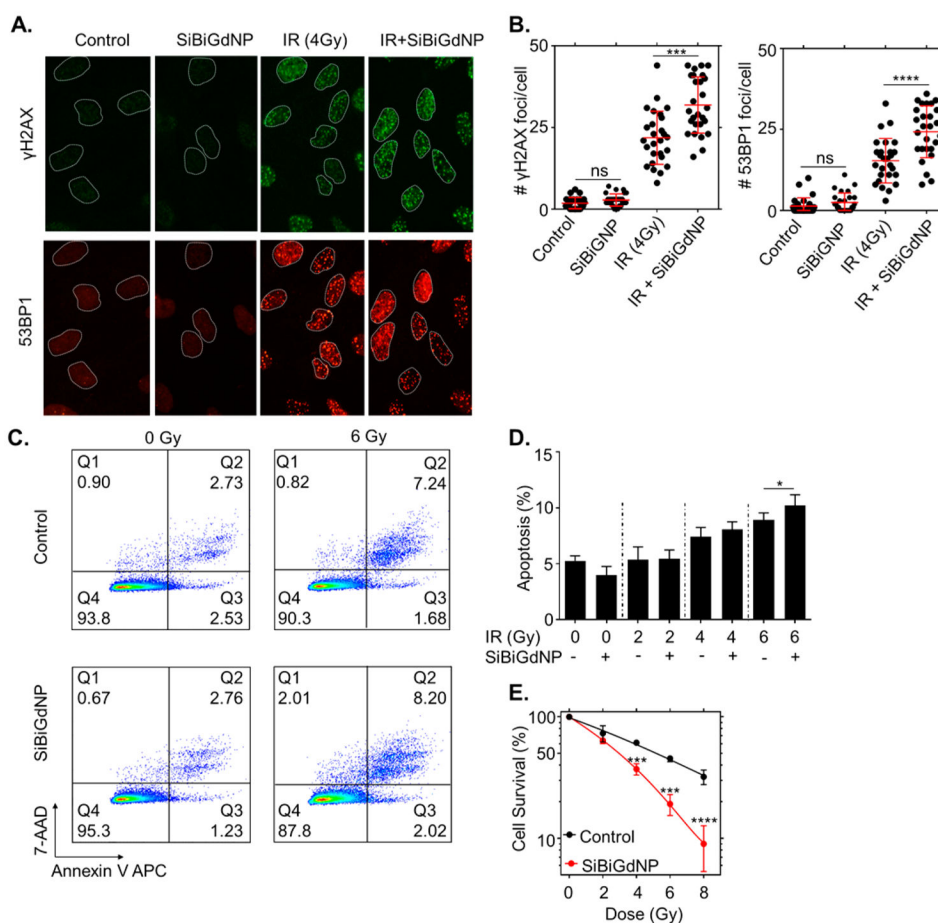 A.
Control SiBiGdNP IR (4Gy) IR+SiBiGdNP
γH2AX
53BP1
B.
# γH2AX foci/cell
50
25
0
ns
***
Control
SiBiGNP
IR (4Gy)
IR + SiBiGdNP
# 53BP1 foci/cell
50
25
0
ns
****
Control
SiBiGNP
IR (4Gy)
IR + SiBiGdNP
C.
0 Gy 6 Gy
Control
Q1 Q2
0.90 2.73
Q4 Q3
93.8 2.53
Q1 Q2
0.82 7.24
Q4 Q3
90.3 1.68
SiBiGdNP
Q1 Q2
0.67 2.76
Q4 Q3
95.3 1.23
Q1 Q2
2.01 8.20
Q4 Q3
87.8 2.02
7-AAD
Annexin V APC
D.
Apoptosis (%)
15
10
5
0
*
IR (Gy) 0 0 2 2 4 4 6 6
SiBiGdNP - + - + - + - +
E.
Cell Survival (%)
100
50
10
*** *** ****
Control
SiBiGdNP
0 2 4 6 8
Dose (Gy)